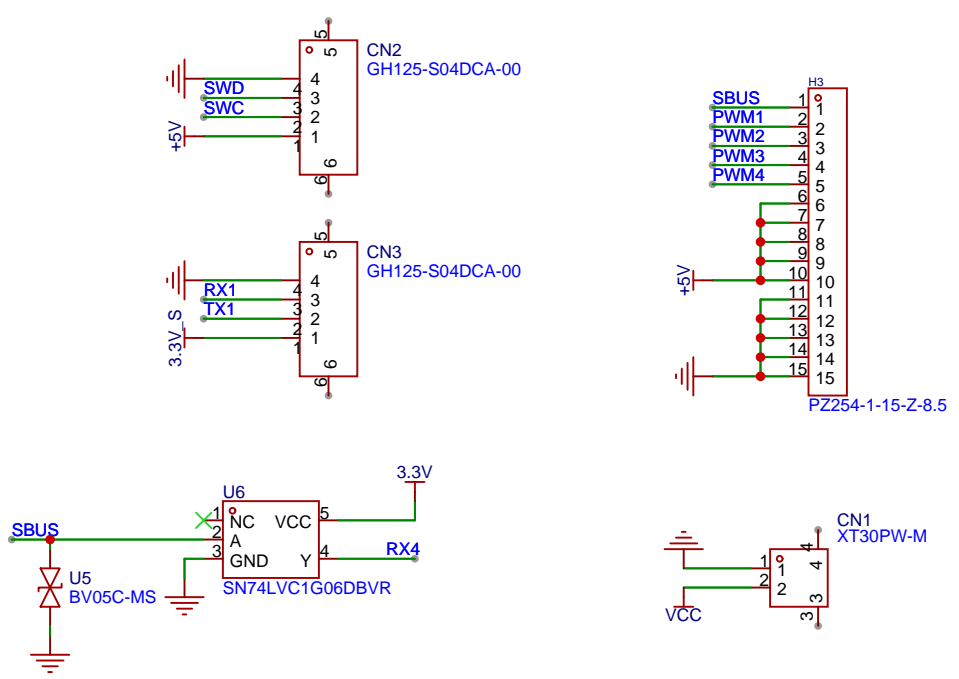 5
5
CN2
GH125-S04DCA-00
4
4
SWD
3
3
SWC
2
2
+5V
1
1
6
6
5
5
CN3
GH125-S04DCA-00
4
4
RX1
3
3
TX1
2
2
3.3V_S
1
1
6
6
H3
SBUS
1
1
PWM1
2
2
PWM2
3
3
PWM3
4
4
PWM4
5
5
6
6
7
7
8
8
9
9
+5V
10
10
11
11
12
12
13
13
14
14
15
15
PZ254-1-15-Z-8.5
3.3V
U6
1
NC
VCC
5
SBUS
2
A
3
GND
Y
4
RX4
SN74LVC1G06DBVR
U5
BV05C-MS
CN1
XT30PW-M
4
4
1
1
2
2
VCC
3
3